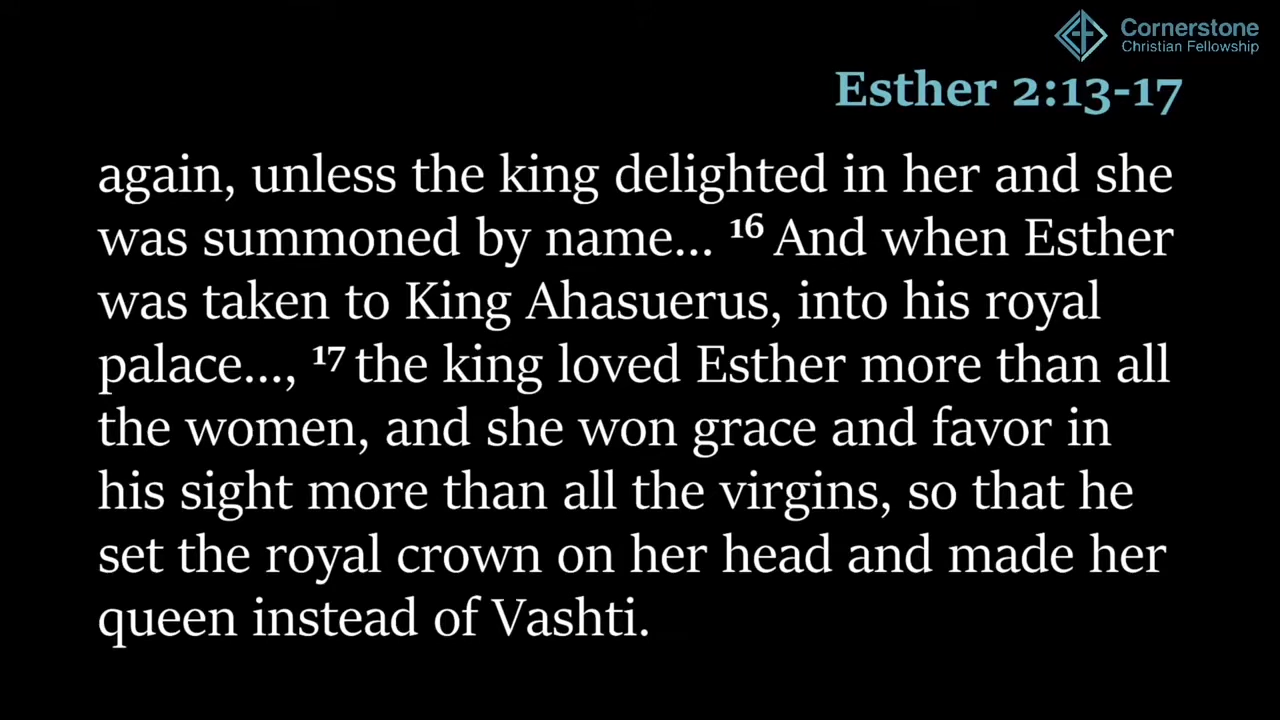 Cornerstone
Christian Fellowship
Esther 2:13-17
again, unless the king delighted in her and she
was summoned by name... 16 And when Esther
was taken to King Ahasuerus, into his royal
palace..., 17 the king loved Esther more than all
the women, and she won grace and favor in
his sight more than all the virgins, so that he
set the royal crown on her head and made her
queen instead of Vashti.